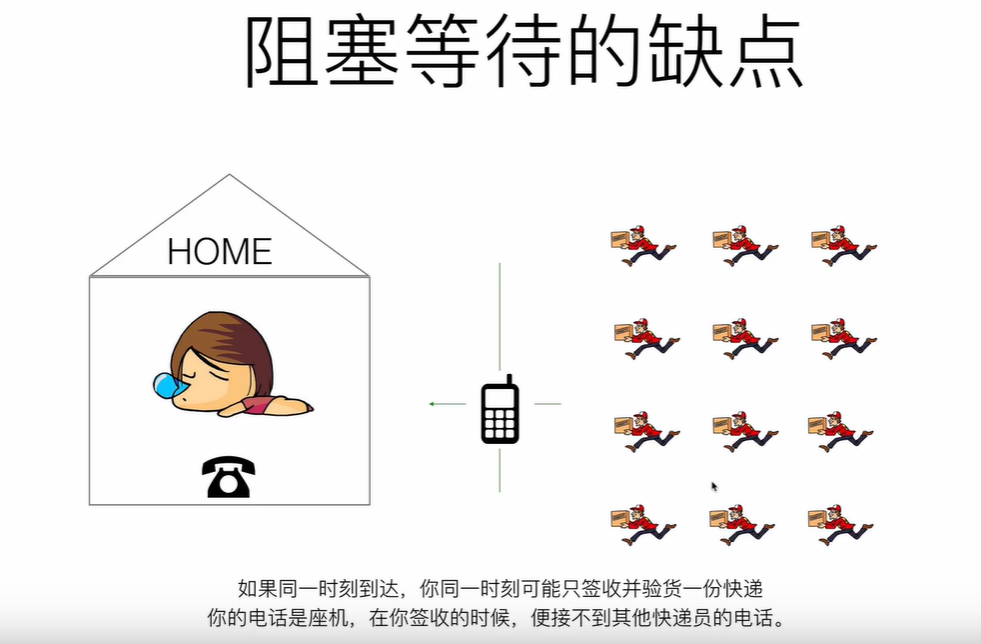 阻塞等待的缺点
HOME
如果同一时刻到达，你同一时刻可能只签收并验货一份快递
你的电话是座机，在你签收的时候，便接不到其他快递员的电话。